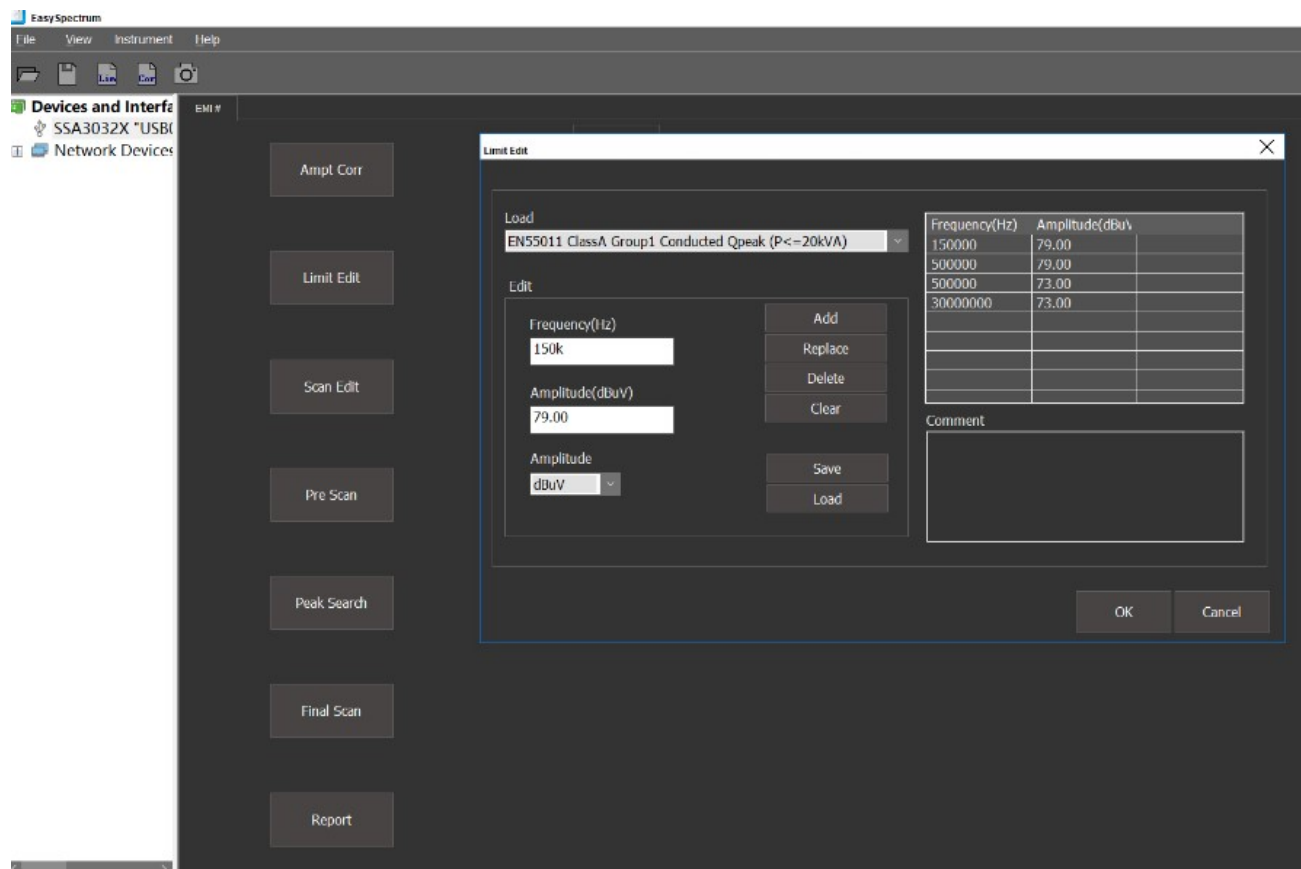 EasySpectrum
File View Instrument Help
Lim Cor
Devices and Interfa
SSA3032X "USB(
Network Devices
EMI #
Ampt Corr
Limit Edit
Scan Edit
Pre Scan
Peak Search
Final Scan
Report
Limit Edit
Load
EN55011 ClassA Group1 Conducted Qpeak (P<=20kVA)
Edit
Frequency(Hz)
150k
Amplitude(dBuV)
79.00
Amplitude
dBuV
Add
Replace
Delete
Clear
Save
Load
Frequency(Hz) Amplitude(dBuV
150000 79.00
500000 79.00
500000 73.00
30000000 73.00
Comment
OK Cancel